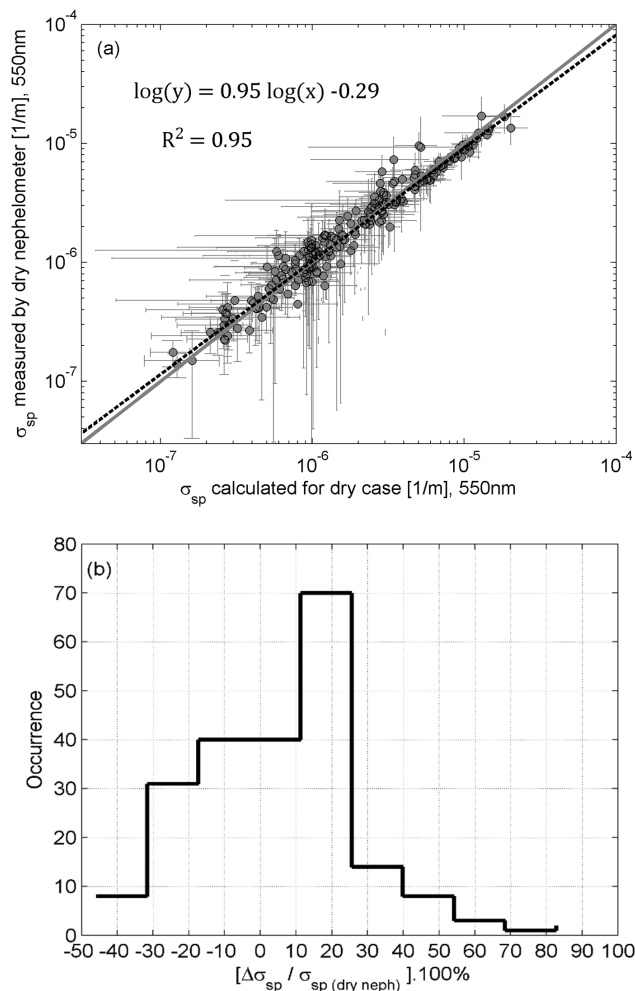 (a)
log(y) = 0.95 log(x) -0.29
R² = 0.95
10⁻⁴
10⁻⁵
10⁻⁶
10⁻⁷
σsp measured by dry nephelometer [1/m], 550nm
10⁻⁷ 10⁻⁶ 10⁻⁵ 10⁻⁴
σsp calculated for dry case [1/m], 550nm
(b)
80
70
60
50
40
30
20
10
0
Occurrence
-50 -40 -30 -20 -10 0 10 20 30 40 50 60 70 80 90 100
[Δσsp / σsp (dry neph)].100%